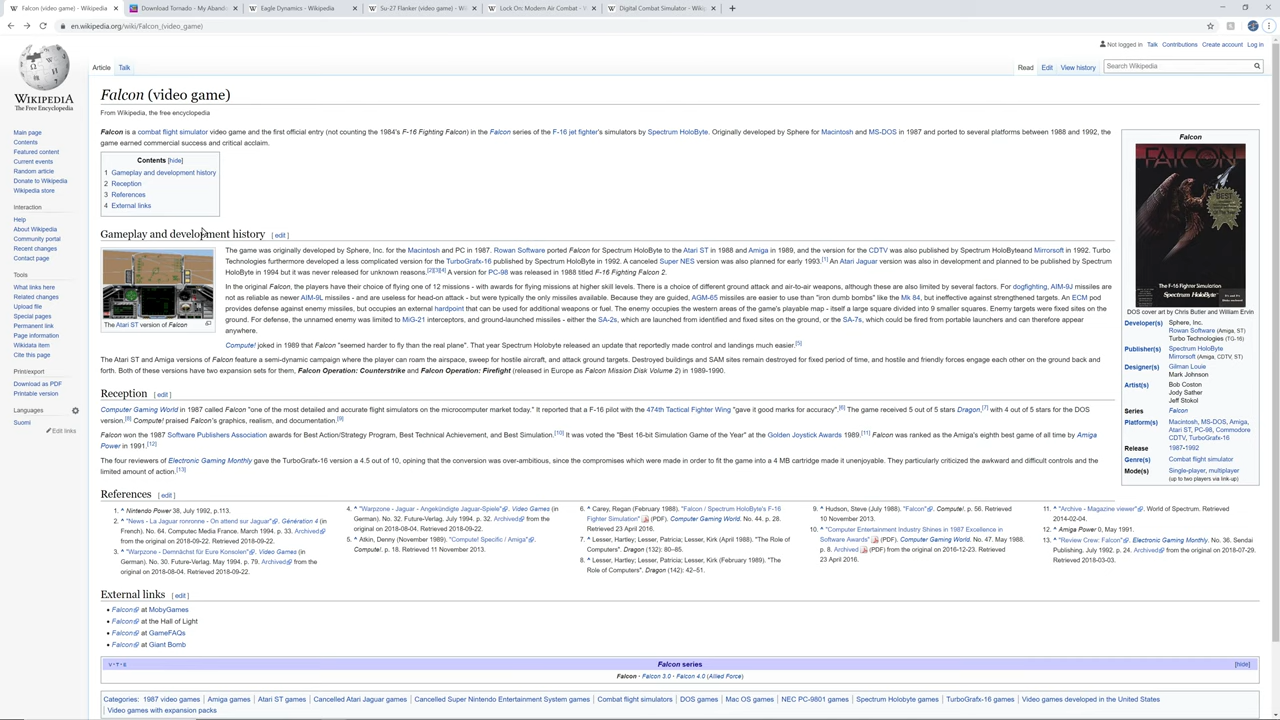 Falcon (video game) - Wikipedia
Download Tornado - My Aband
Eagle Dynamics - Wikipedia
Su-27 Flanker (video game) - W
Lock On: Modern Air Combat - W
Digital Combat Simulator - Wikip
en.wikipedia.org/wiki/Falcon_(video_game)
Not logged in Talk Contributions Create account Log in
Article Talk
Read Edit View history
Search Wikipedia
WIKIPEDIA
The Free Encyclopedia
Main page
Contents
Featured content
Current events
Random article
Donate to Wikipedia
Wikipedia store
Interaction
Help
About Wikipedia
Community portal
Recent changes
Contact page
Tools
What links here
Related changes
Upload file
Special pages
Permanent link
Page information
Wikidata item
Cite this page
Print/export
Download as PDF
Printable version
Languages
Suomi
Edit links
Falcon (video game)
From Wikipedia, the free encyclopedia
Falcon is a combat flight simulator video game and the first official entry (not counting the 1984's F-16 Fighting Falcon) in the Falcon series of the F-16 jet fighter's simulators by Spectrum HoloByte. Originally developed by Sphere for Macintosh and MS-DOS in 1987 and ported to several platforms between 1988 and 1992, the
game earned commercial success and critical acclaim.
Contents [hide]
1 Gameplay and development history
2 Reception
3 References
4 External links
Gameplay and development history [ edit ]
The game was originally developed by Sphere, Inc. for the Macintosh and PC in 1987. Rowan Software ported Falcon for Spectrum HoloByte to the Atari ST in 1988 and Amiga in 1989, and the version for the CDTV was also published by Spectrum HoloByteand Mirrorsoft in 1992. Turbo
Technologies furthermore developed a less complicated version for the TurboGrafx-16 published by Spectrum HoloByte in 1992. A canceled Super NES version was also planned for early 1993.[1] An Atari Jaguar version was also in development and planned to be published by Spectrum
HoloByte in 1994 but it was never released for unknown reasons.[2][3][4] A version for PC-98 was released in 1988 titled F-16 Fighting Falcon 2.
In the original Falcon, the players have their choice of flying one of 12 missions - with awards for flying missions at higher skill levels. There is a choice of different ground attack and air-to-air weapons, although these are also limited by several factors. For dogfighting, AIM-9J missiles
are not as reliable as newer AIM-9L missiles - and are useless for head-on attack - but were typically the only missiles available. Because they are guided, AGM-65 missiles are easier to use than "iron dumb bombs" like the Mk 84, but ineffective against strengthened targets. An ECM pod
provides defense against enemy missiles, but occupies an external hardpoint that can be used for additional weapons or fuel. The enemy occupies the western areas of the game's playable map - itself a large square divided into 9 smaller squares. Enemy targets were fixed sites on the
ground. For defense, the unnamed enemy was limited to MiG-21 interceptors, and ground-launched missiles - either the SA-2s, which are launched from identified and fixed sites on the ground, or the SA-7s, which could be fired from portable launchers and can therefore appear
anywhere.
The Atari ST version of Falcon
Compute! joked in 1989 that Falcon "seemed harder to fly than the real plane". That year Spectrum Holobyte released an update that reportedly made control and landings much easier.[5]
The Atari ST and Amiga versions of Falcon feature a semi-dynamic campaign where the player can roam the airspace, sweep for hostile aircraft, and attack ground targets. Destroyed buildings and SAM sites remain destroyed for fixed period of time, and hostile and friendly forces engage each other on the ground back and
forth. Both of these versions have two expansion sets for them, Falcon Operation: Counterstrike and Falcon Operation: Firefight (released in Europe as Falcon Mission Disk Volume 2) in 1989-1990.
Reception [ edit ]
Computer Gaming World in 1987 called Falcon "one of the most detailed and accurate flight simulators on the microcomputer market today." It reported that a F-16 pilot with the 474th Tactical Fighter Wing "gave it good marks for accuracy".[6] The game received 5 out of 5 stars Dragon,[7] with 4 out of 5 stars for the DOS
version.[8] Compute! praised Falcon's graphics, realism, and documentation.[9]
Falcon won the 1987 Software Publishers Association awards for Best Action/Strategy Program, Best Technical Achievement, and Best Simulation.[10] It was voted the "Best 16-bit Simulation Game of the Year" at the Golden Joystick Awards 1989.[11] Falcon was ranked as the Amiga's eighth best game of all time by Amiga
Power in 1991.[12]
The four reviewers of Electronic Gaming Monthly gave the TurboGrafx-16 version a 4.5 out of 10, opining that the conversion was over-ambitious, since the compromises which were made in order to fit the game into a 4 MB cartridge made it unenjoyable. They particularly criticized the awkward and difficult controls and the
limited amount of action.[13]
References [ edit ]
1. ^ Nintendo Power 38, July 1992, p.113.
2. ^ "News - La Jaguar ronronne - On attend sur Jaguar". Génération 4 (in
French). No. 64. Computec Media France. March 1994. p. 33. Archived from
the original on 2018-09-22. Retrieved 2018-09-22.
3. ^ "Warpzone - Demnächst für Eure Konsolen". Video Games (in
German). No. 30. Future-Verlag. May 1994. p. 79. Archived from the
original on 2018-08-04. Retrieved 2018-09-22.
4. ^ "Warpzone - Jaguar - Angekündigte Jaguar-Spiele". Video Games (in
German). No. 32. Future-Verlag. July 1994. p. 32. Archived from the
original on 2018-08-04. Retrieved 2018-09-22.
5. ^ Atkin, Denny (November 1989). "Compute! Specific / Amiga".
Compute!. p. 18. Retrieved 11 November 2013.
6. ^ Carey, Regan (February 1988). "Falcon / Spectrum HoloByte's F-16
Fighting Simulation" (PDF). Computer Gaming World. No. 44. p. 28.
Retrieved 23 April 2016.
7. ^ Lesser, Hartley; Lesser, Patricia; Lesser, Kirk (April 1988). "The Role of
Computers". Dragon (132): 80–85.
8. ^ Lesser, Hartley; Lesser, Patricia; Lesser, Kirk (February 1989). "The
Role of Computers". Dragon (142): 42–51.
9. ^ Hudson, Steve (July 1988). "Falcon". Compute!. p. 56. Retrieved
10 November 2013.
10. ^ "Computer Entertainment Industry Shines in 1987 Excellence in
Software Awards" (PDF). Computer Gaming World. No. 47. May 1988.
p. 8. Archived (PDF) from the original on 2016-12-23. Retrieved
23 April 2016.
11. ^ "Archive - Magazine viewer". World of Spectrum. Retrieved
2014-02-04.
12. ^ Amiga Power 0, May 1991.
13. ^ "Review Crew: Falcon". Electronic Gaming Monthly. No. 36. Sendai
Publishing. July 1992. p. 24. Archived from the original on 2018-07-29.
Retrieved 2018-03-03.
External links [ edit ]
Falcon at MobyGames
Falcon at the Hall of Light
Falcon at GameFAQs
Falcon at Giant Bomb
V·T·E Falcon series [hide]
Falcon · Falcon 3.0 · Falcon 4.0 (Allied Force)
Categories: 1987 video games | Amiga games | Atari ST games | Cancelled Atari Jaguar games | Cancelled Super Nintendo Entertainment System games | Combat flight simulators | DOS games | Mac OS games | NEC PC-9801 games | Spectrum Holobyte games | TurboGrafx-16 games | Video games developed in the United States
Video games with expansion packs
Falcon
FALCON
The F-16 Fighter Simulation
Spectrum HoloByte
DOS cover art by Chris Butler and William Ervin
Developer(s) Sphere, Inc.
Rowan Software (Amiga, ST)
Turbo Technologies (TG-16)
Publisher(s) Spectrum HoloByte
Mirrorsoft (Amiga, CDTV, ST)
Designer(s) Gilman Louie
Mark Johnson
Artist(s) Bob Coston
Jody Sather
Jeff Stokol
Series Falcon
Platform(s) Macintosh, MS-DOS, Amiga,
Atari ST, PC-98, Commodore
CDTV, TurboGrafx-16
Release 1987-1992
Genre(s) Combat flight simulator
Mode(s) Single-player, multiplayer
(up to two players via link-up)